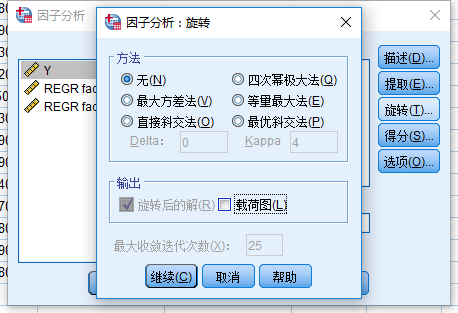 因子分析
因子分析：旋转
Y
REGR fac
REGR fac
方法
无(N)
四次幂极大法(Q)
最大方差法(V)
等量最大法(E)
直接斜交法(O)
最优斜交法(P)
Delta:
0
Kappa
4
输出
旋转后的解(R)
载荷图(L)
最大收敛迭代次数(X):
25
继续(C)
取消
帮助
描述(D)...
提取(E)...
旋转(T)...
得分(S)...
选项(O)...